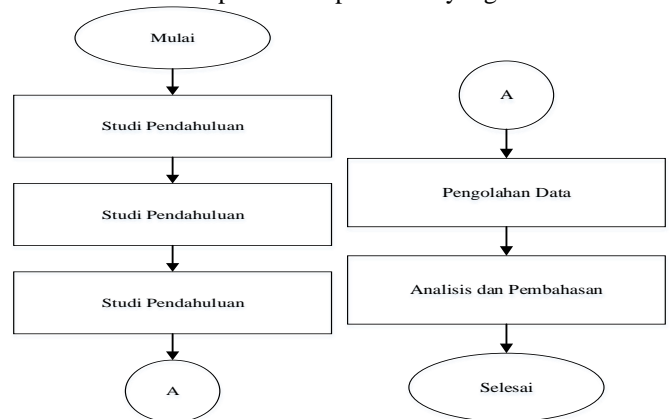 Mulai
Studi Pendahuluan
Studi Pendahuluan
Studi Pendahuluan
A
A
Pengolahan Data
Analisis dan Pembahasan
Selesai